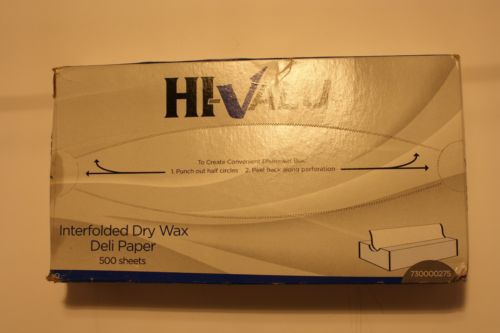 HI-VALU
To Create Convenient Dispenser Box:
1. Punch out half circles 2. Peel back along perforation
Interfolded Dry Wax
Deli Paper
500 sheets
730000275